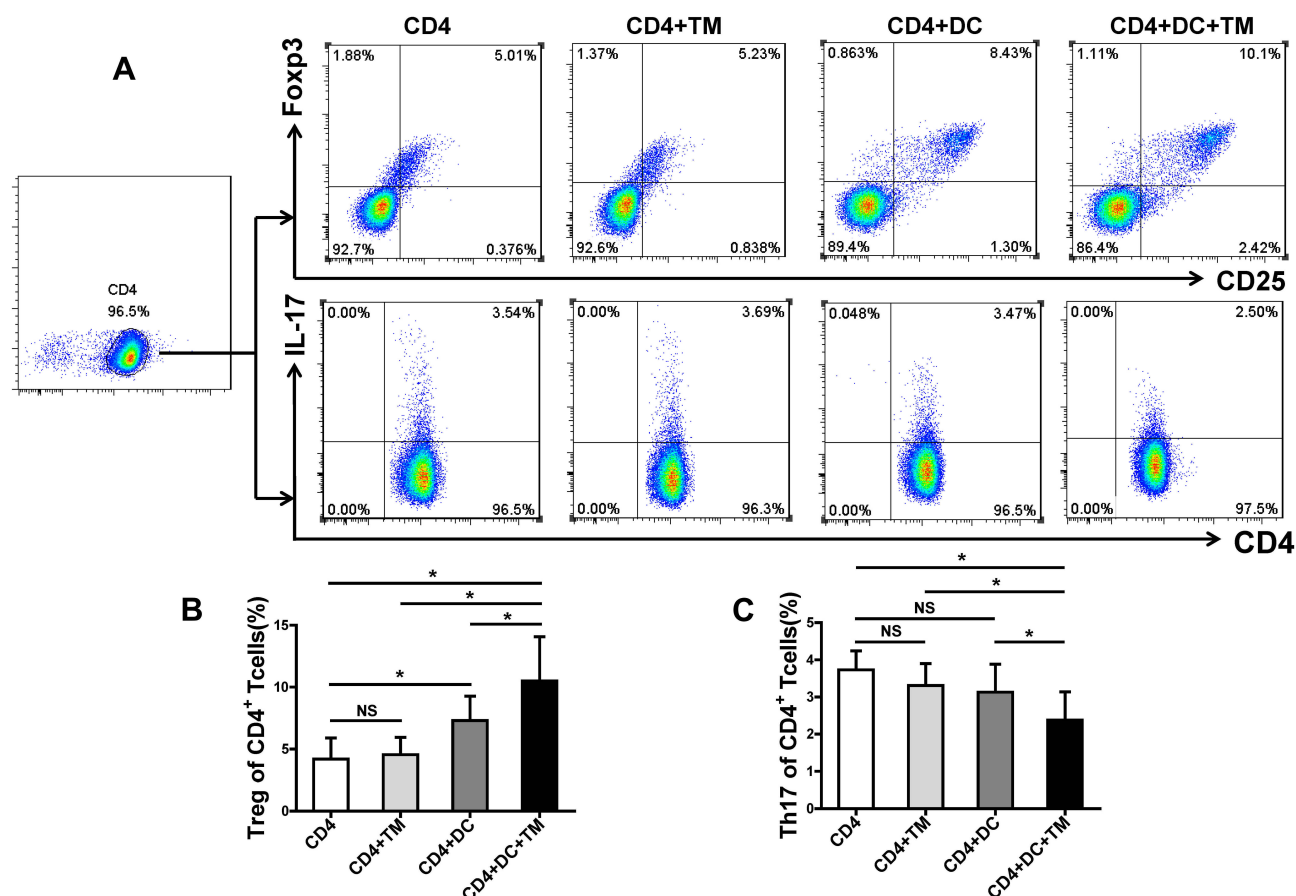 CD4 CD4+TM CD4+DC CD4+DC+TM
A
Foxp3
1.88% 5.01%
92.7% 0.376%
1.37% 5.23%
92.6% 0.838%
0.863% 8.43%
89.4% 1.30%
1.11% 10.1%
86.4% 2.42%
CD25
CD4
96.5%
IL-17
0.00% 3.54%
0.00% 96.5%
0.00% 3.69%
0.00% 96.3%
0.048% 3.47%
0.00% 96.5%
0.00% 2.50%
0.00% 97.5%
CD4
B
Treg of CD4+ Tcells(%)
15
10
5
0
*
*
*
*
NS
CD4
CD4+TM
CD4+DC
CD4+DC+TM
C
Th17 of CD4+ Tcells(%)
5
4
3
2
1
0
*
*
NS
NS
*
CD4
CD4+TM
CD4+DC
CD4+DC+TM